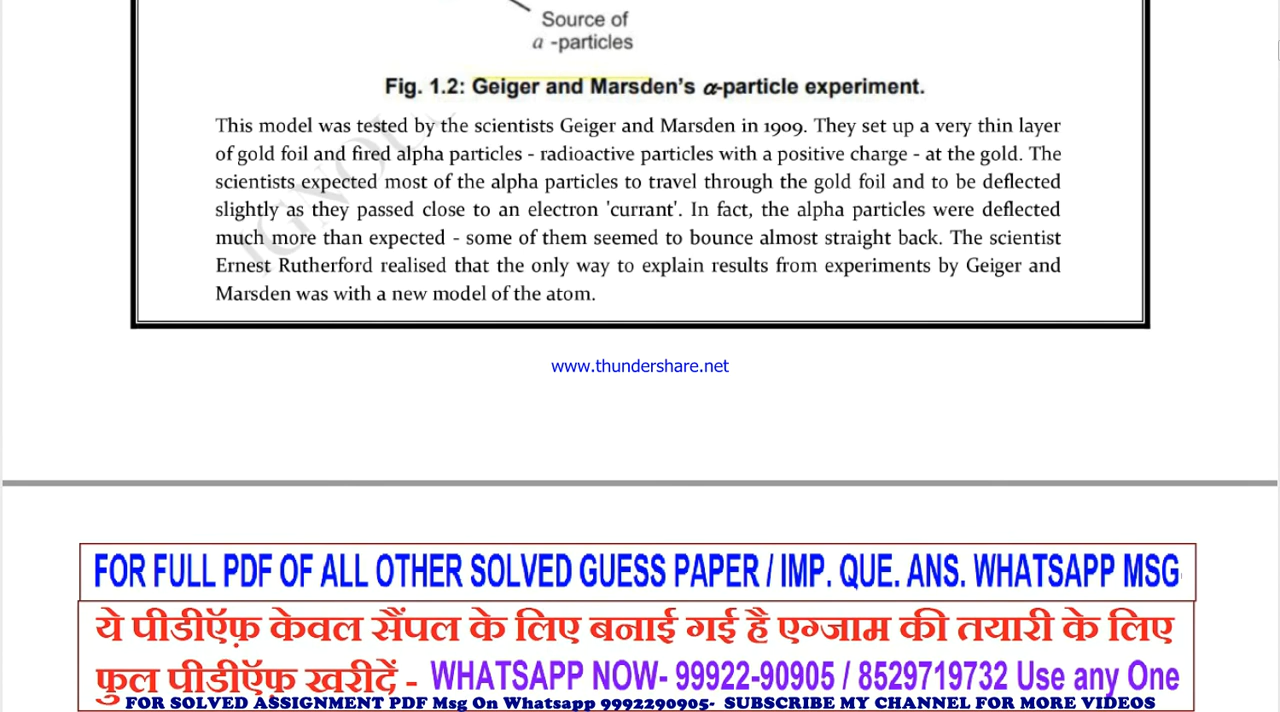 Source of
α -particles
Fig. 1.2: Geiger and Marsden's α-particle experiment.
This model was tested by the scientists Geiger and Marsden in 1909. They set up a very thin layer
of gold foil and fired alpha particles - radioactive particles with a positive charge - at the gold. The
scientists expected most of the alpha particles to travel through the gold foil and to be deflected
slightly as they passed close to an electron 'currant'. In fact, the alpha particles were deflected
much more than expected - some of them seemed to bounce almost straight back. The scientist
Ernest Rutherford realised that the only way to explain results from experiments by Geiger and
Marsden was with a new model of the atom.
www.thundershare.net
FOR FULL PDF OF ALL OTHER SOLVED GUESS PAPER / IMP. QUE. ANS. WHATSAPP MSG
ये पीडीऍफ़ केवल सैंपल के लिए बनाई गई है एग्जाम की तयारी के लिए
फुल पीडीऍफ़ खरीदें - WHATSAPP NOW- 99922-90905 / 8529719732 Use any One
FOR SOLVED ASSIGNMENT PDF Msg On Whatsapp 9992290905- SUBSCRIBE MY CHANNEL FOR MORE VIDEOS